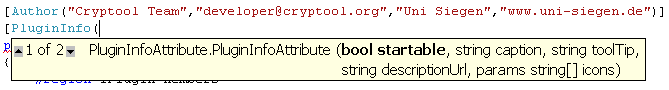 [Author("Cryptool Team","developer@cryptool.org","Uni Siegen","www.uni-siegen.de")]
[PluginInfo(
1 of 2 PluginInfoAttribute.PluginInfoAttribute (bool startable, string caption, string toolTip,
string descriptionUrl, params string[] icons)
{